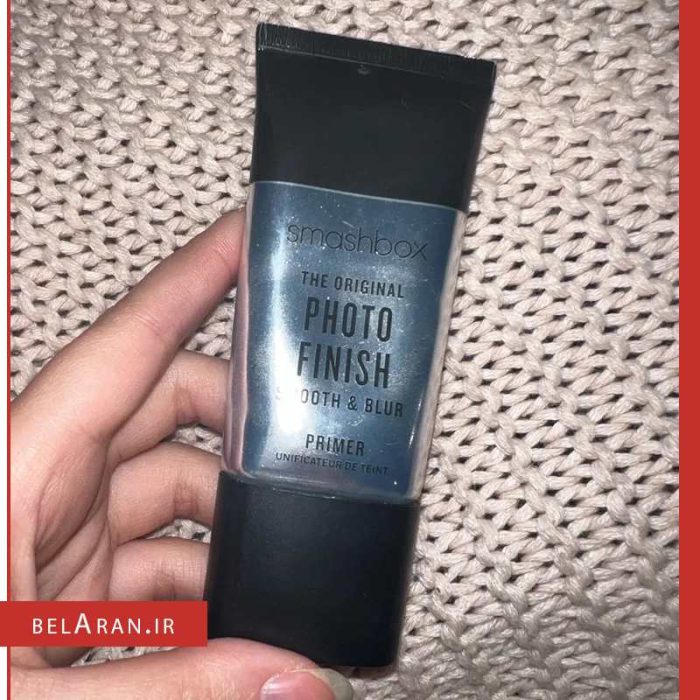 smashbox
THE ORIGINAL
PHOTO
FINISH
SMOOTH & BLUR
PRIMER
UNIFICATEUR DE TEINT
BELARAN.IR